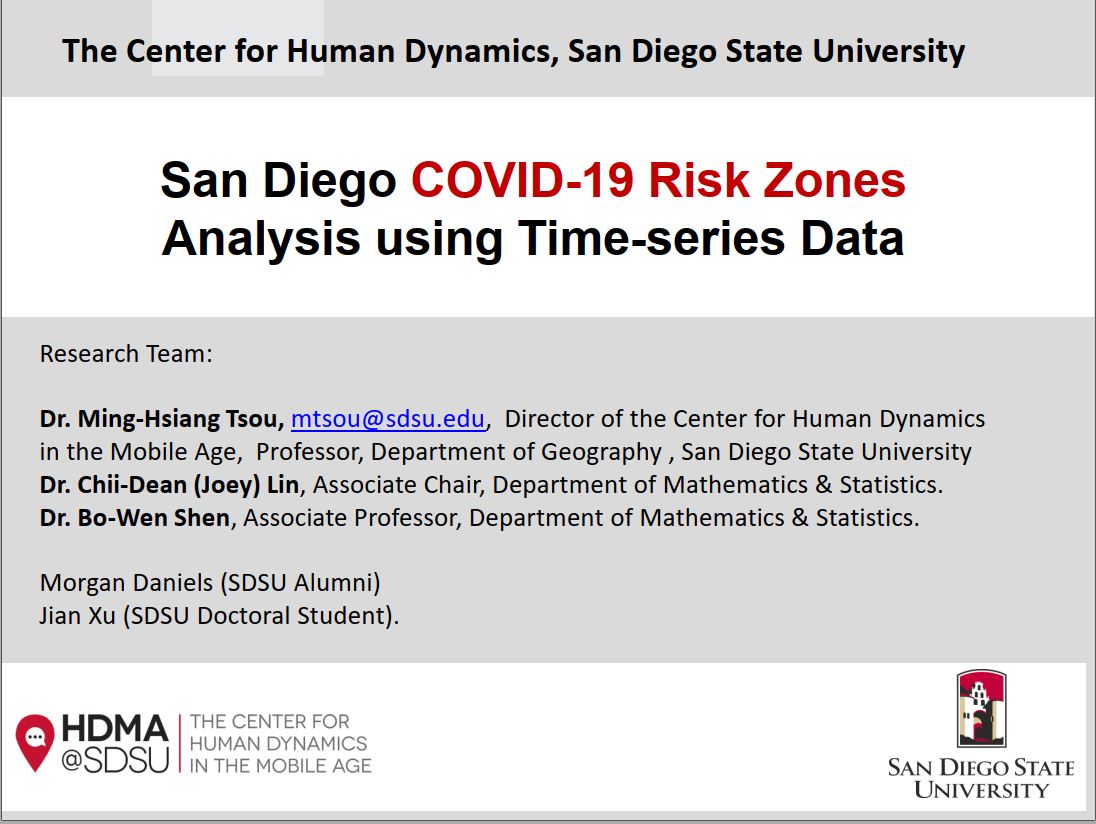 The Center for Human Dynamics, San Diego State University
San Diego COVID-19 Risk Zones
Analysis using Time-series Data
Research Team:
Dr. Ming-Hsiang Tsou, mtsou@sdsu.edu,  Director of the Center for Human Dynamics
in the Mobile Age,  Professor, Department of Geography , San Diego State University
Dr. Chii-Dean (Joey) Lin, Associate Chair, Department of Mathematics & Statistics.
Dr. Bo-Wen Shen, Associate Professor, Department of Mathematics & Statistics.
Morgan Daniels (SDSU Alumni)
Jian Xu (SDSU Doctoral Student).
HDMA
@SDSU
THE CENTER FOR
HUMAN DYNAMICS
IN THE MOBILE AGE
SAN DIEGO STATE
UNIVERSITY